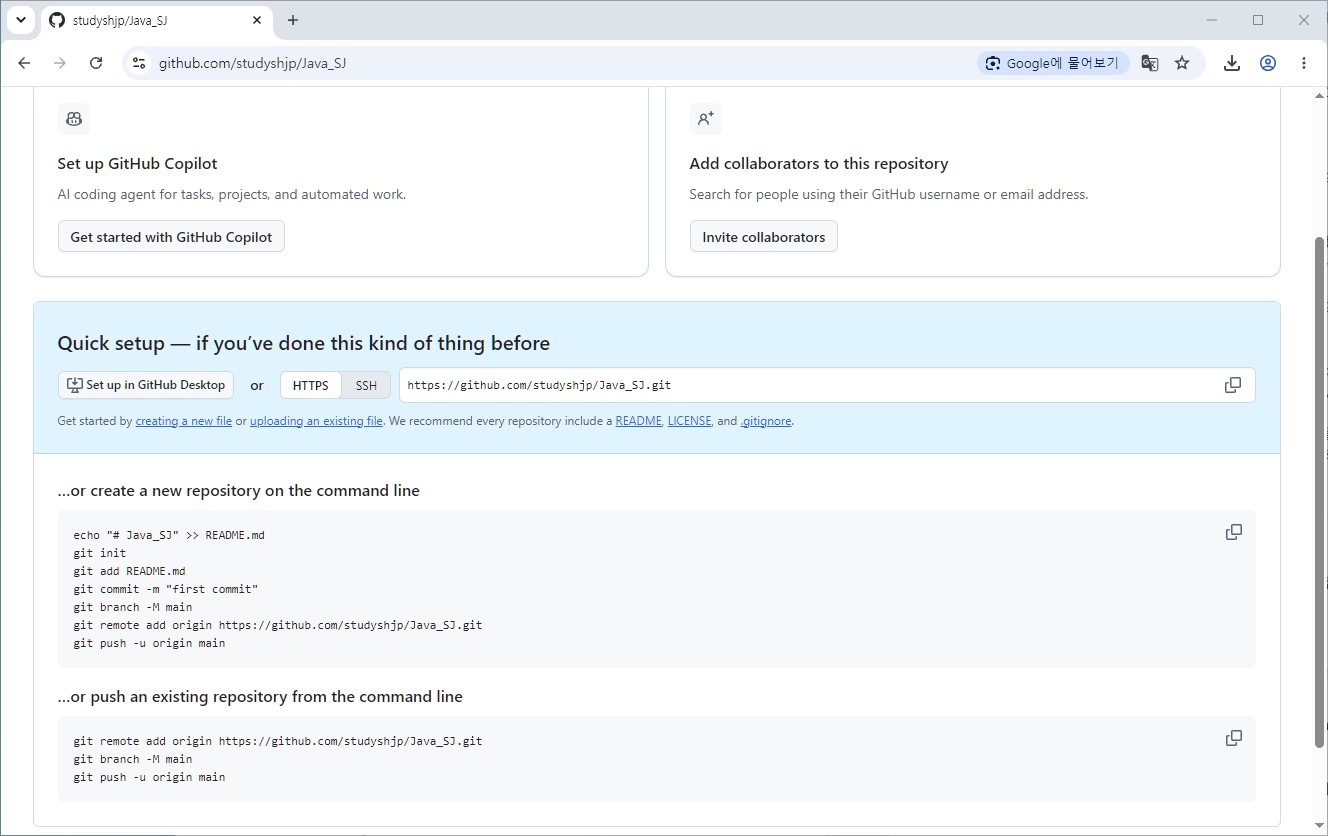 studyshjp/Java_SJ
github.com/studyshjp/Java_SJ
Google에 물어보기
Set up GitHub Copilot
AI coding agent for tasks, projects, and automated work.
Get started with GitHub Copilot
Add collaborators to this repository
Search for people using their GitHub username or email address.
Invite collaborators
Quick setup — if you’ve done this kind of thing before
Set up in GitHub Desktop or HTTPS SSH https://github.com/studyshjp/Java_SJ.git
Get started by creating a new file or uploading an existing file. We recommend every repository include a README, LICENSE, and .gitignore.
…or create a new repository on the command line
echo "# Java_SJ" >> README.md
git init
git add README.md
git commit -m "first commit"
git branch -M main
git remote add origin https://github.com/studyshjp/Java_SJ.git
git push -u origin main
…or push an existing repository from the command line
git remote add origin https://github.com/studyshjp/Java_SJ.git
git branch -M main
git push -u origin main